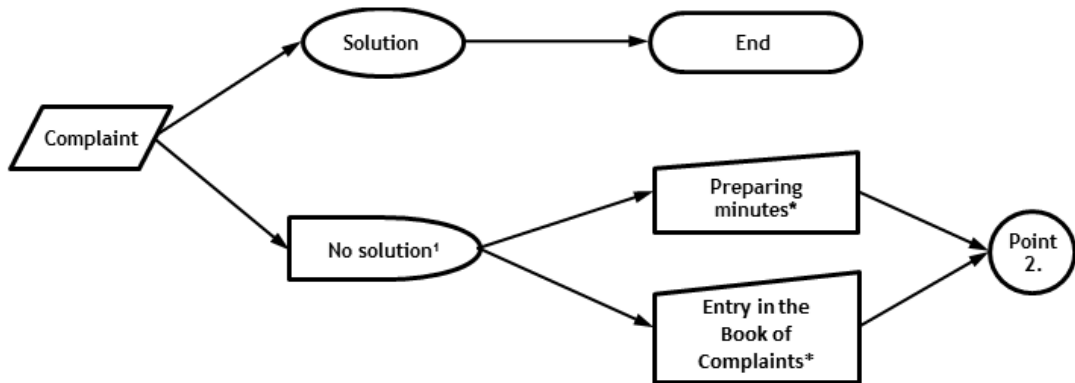 Solution
End
Complaint
No solution¹
Preparing
minutes*
Entry in the
Book of
Complaints*
Point
2.